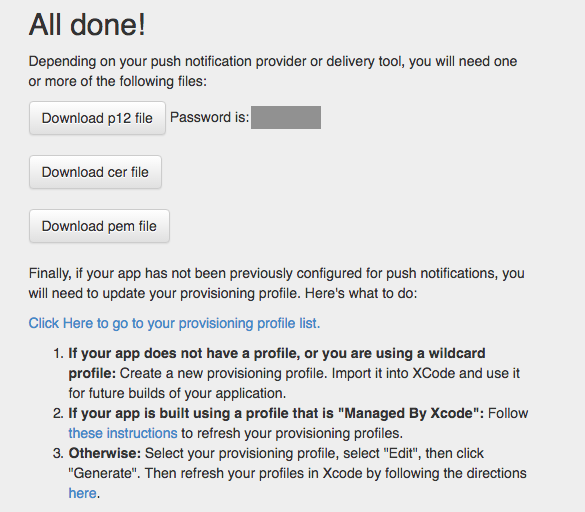 All done!
Depending on your push notification provider or delivery tool, you will need one
or more of the following files:
Download p12 file Password is:
Download cer file
Download pem file
Finally, if your app has not been previously configured for push notifications, you
will need to update your provisioning profile. Here's what to do:
Click Here to go to your provisioning profile list.
1. If your app does not have a profile, or you are using a wildcard
profile: Create a new provisioning profile. Import it into XCode and use it
for future builds of your application.
2. If your app is built using a profile that is "Managed By Xcode": Follow
these instructions to refresh your provisioning profiles.
3. Otherwise: Select your provisioning profile, select "Edit", then click
"Generate". Then refresh your profiles in Xcode by following the directions
here.